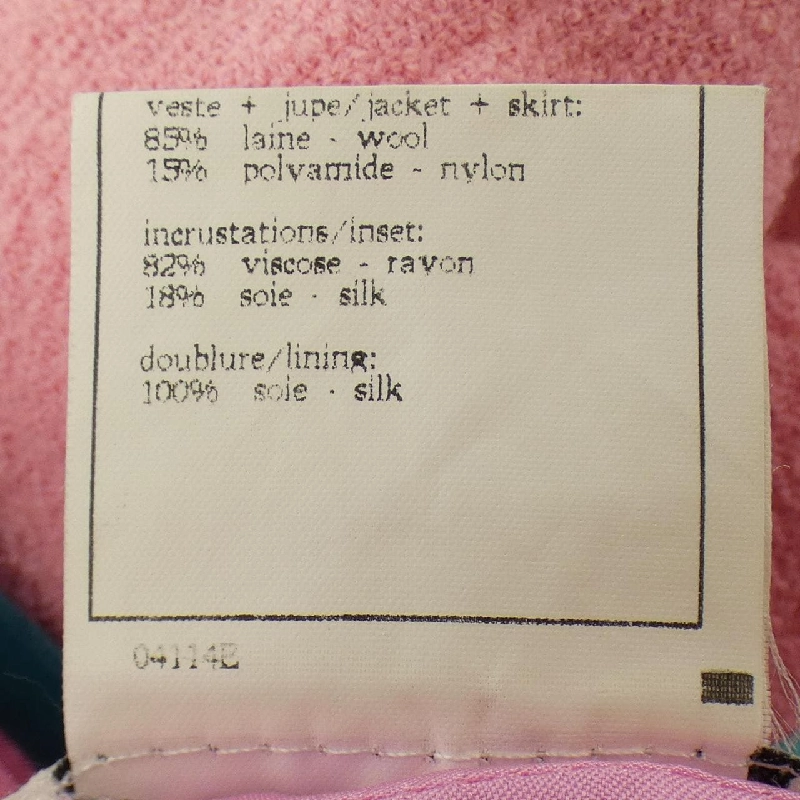 veste + jupe/jacket + skirt:
85% laine - wool
15% polyamide - nylon
incrustations/inset:
82% viscose - rayon
18% soie - silk
doublure/lining:
100% soie - silk
04114E